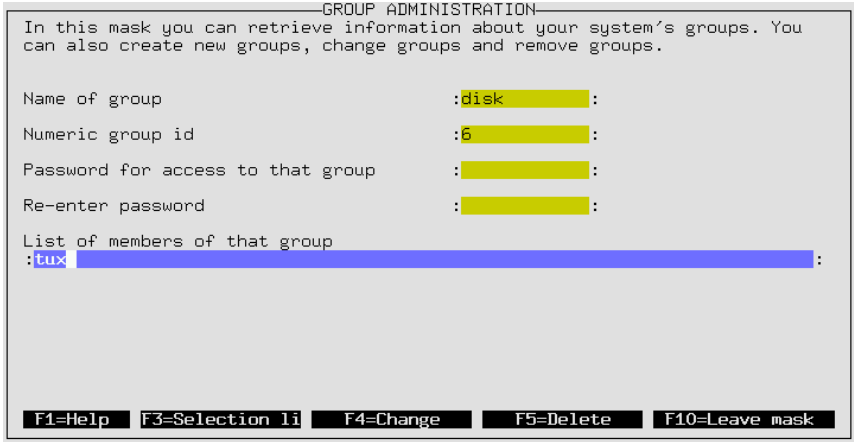 GROUP ADMINISTRATION
In this mask you can retrieve information about your system's groups. You
can also create new groups, change groups and remove groups.
Name of group :disk :
Numeric group id :6 :
Password for access to that group : :
Re-enter password : :
List of members of that group
:tux :
F1=Help F3=Selection li F4=Change F5=Delete F10=Leave mask